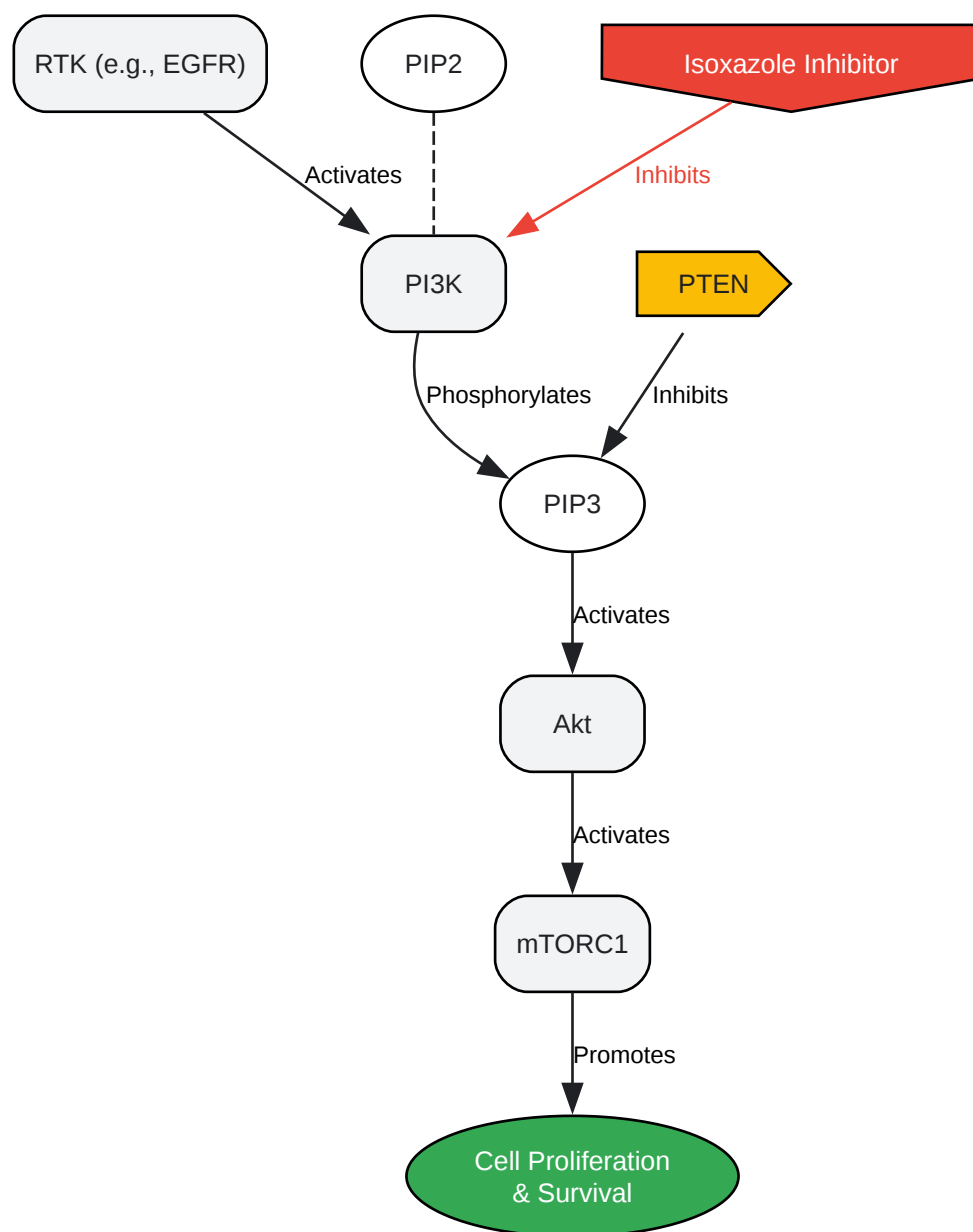 RTK (e.g., EGFR)
PIP2
Isoxazole Inhibitor
Activates
Inhibits
PI3K
PTEN
Phosphorylates
Inhibits
PIP3
Activates
Akt
Activates
mTORC1
Promotes
Cell Proliferation
& Survival